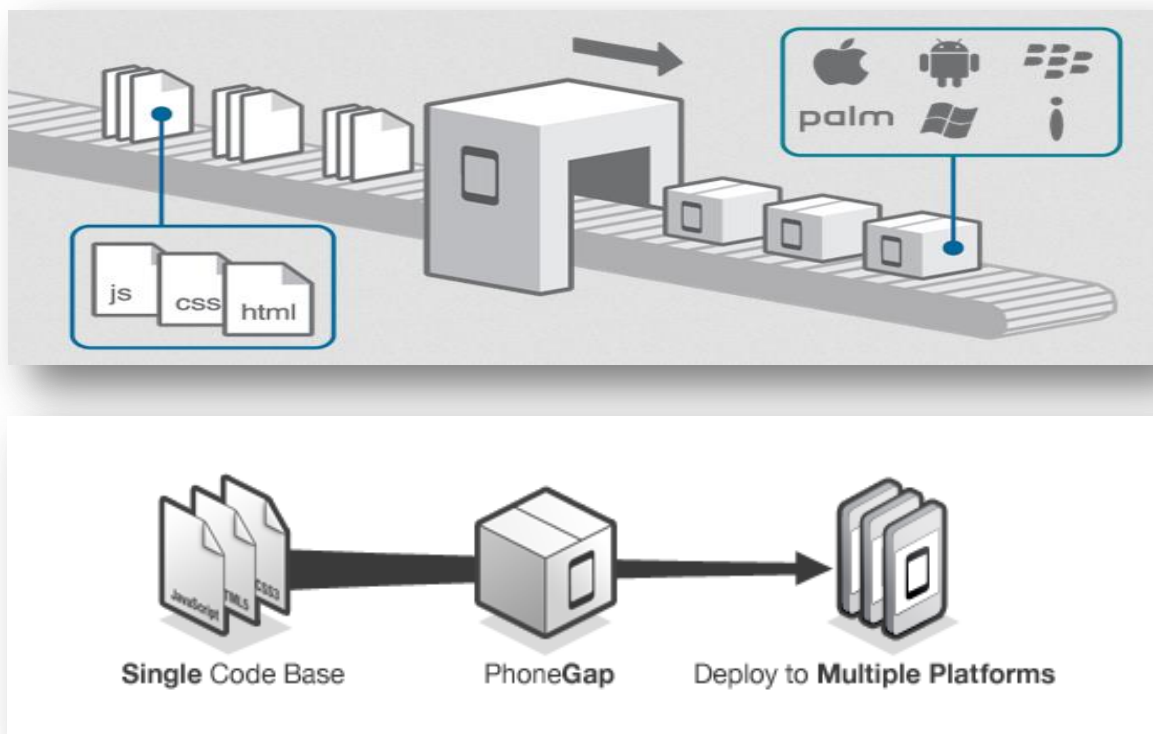 palm
js
css
html
JavaScript
HTML5
CSS3
Single Code Base
PhoneGap
Deploy to Multiple Platforms